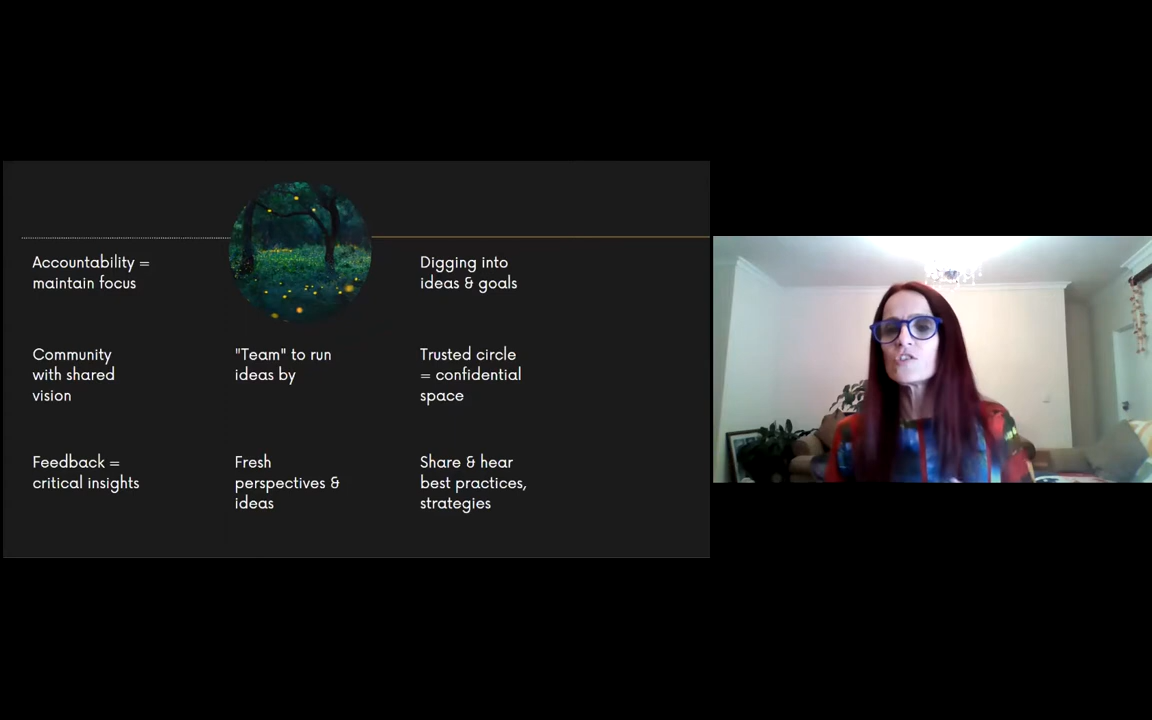 Accountability =
maintain focus
Digging into
ideas & goals
Community
with shared
vision
"Team" to run
ideas by
Trusted circle
= confidential
space
Feedback =
critical insights
Fresh
perspectives &
ideas
Share & hear
best practices,
strategies